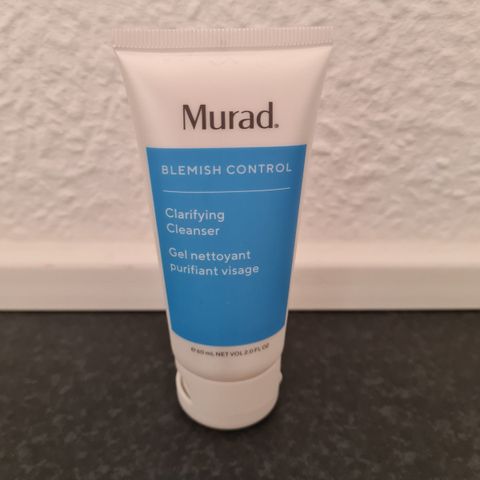 Murad.
BLEMISH CONTROL
Clarifying
Cleanser
Gel nettoyant
purifiant visage
℮ 60 mL NET VOL 2.0 FL OZ